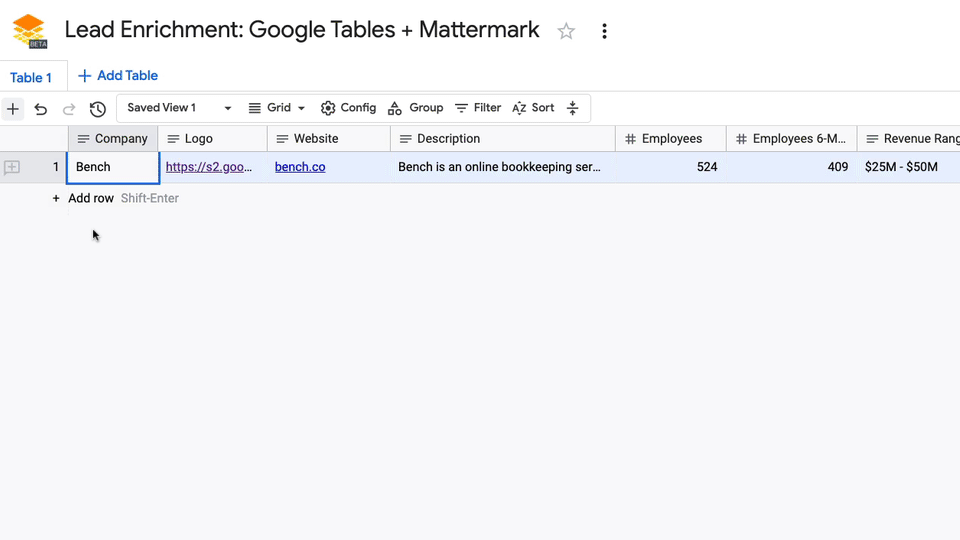 Lead Enrichment: Google Tables + Mattermark
BETA
Table 1 Add Table
Saved View 1 Grid Config Group Filter Sort
Company Logo Website Description Employees Employees 6-M... Revenue Rang
1 Bench https://s2.goo... bench.co Bench is an online bookkeeping ser... 524 409 $25M - $50M
+ Add row Shift-Enter